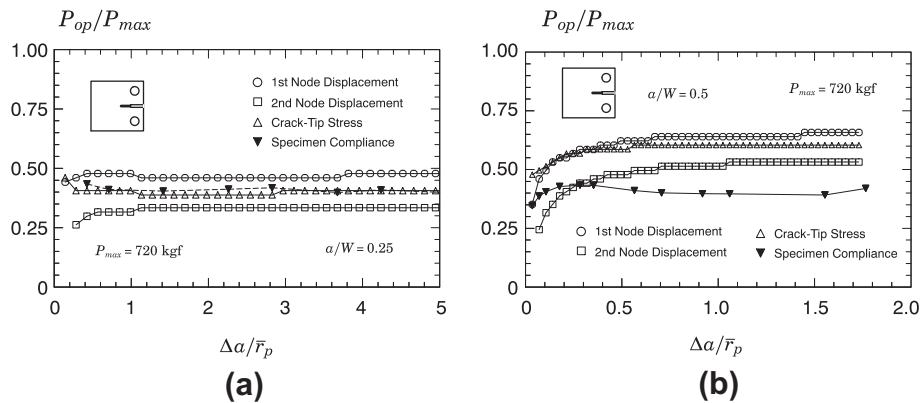 P_op/P_max
1.00
0.75
0.50
0.25
0
0
1
2
3
4
5
1st Node Displacement
2nd Node Displacement
Crack-Tip Stress
Specimen Compliance
P_max = 720 kgf
a/W = 0.25
Δa/r̄_p
(a)
P_op/P_max
1.00
0.75
0.50
0.25
0
0
0.5
1.0
1.5
2.0
a/W = 0.5
P_max = 720 kgf
1st Node Displacement
2nd Node Displacement
Crack-Tip Stress
Specimen Compliance
Δa/r̄_p
(b)